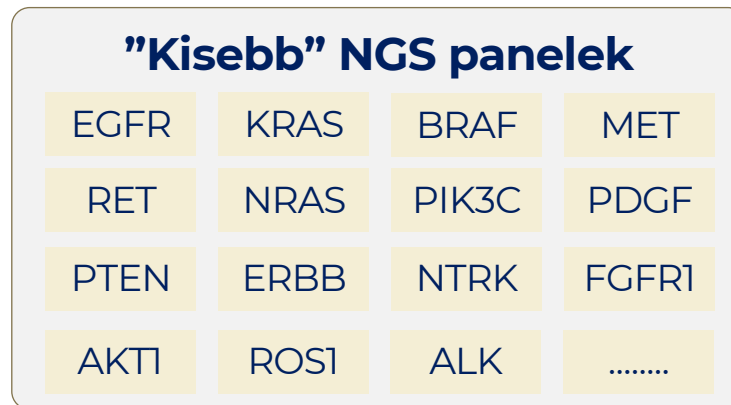 ”Kisebb” NGS panelek
EGFR KRAS BRAF MET
RET NRAS PIK3C PDGF
PTEN ERBB NTRK FGFR1
AKT1 ROS1 ALK ........